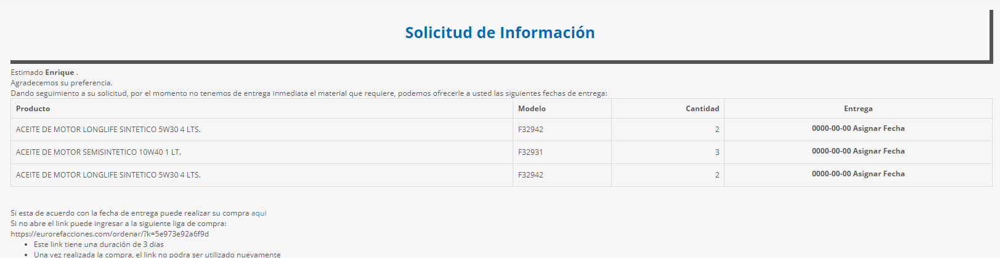 Solicitud de Información
Estimado Enrique .
Agradecemos su preferencia.
Dando seguimiento a su solicitud, por el momento no tenemos de entrega inmediata el material que requiere, podemos ofrecerle a usted las siguientes fechas de entrega:
Producto Modelo Cantidad Entrega
ACEITE DE MOTOR LONGLIFE SINTETICO 5W30 4 LTS. F32942 2 0000-00-00 Asignar Fecha
ACEITE DE MOTOR SEMISINTETICO 10W40 1 LT. F32931 3 0000-00-00 Asignar Fecha
ACEITE DE MOTOR LONGLIFE SINTETICO 5W30 4 LTS. F32942 2 0000-00-00 Asignar Fecha
Si esta de acuerdo con la fecha de entrega puede realizar su compra aqui
Si no abre el link puede ingresar a la siguiente liga de compra:
https://eurorefacciones.com/ordenar/?k=5e973e92a6f9d
• Este link tiene una duración de 3 dias
• Una vez realizada la compra, el link no podra ser utilizado nuevamente